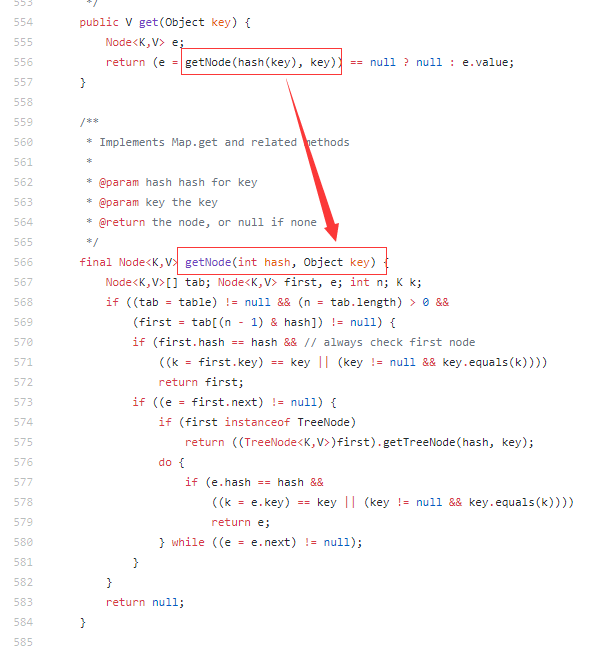 553         */
554        public V get(Object key) {
555            Node<K,V> e;
556            return (e = getNode(hash(key), key)) == null ? null : e.value;
557        }
558
559        /**
560         * Implements Map.get and related methods
561         *
562         * @param hash hash for key
563         * @param key the key
564         * @return the node, or null if none
565         */
566        final Node<K,V> getNode(int hash, Object key) {
567            Node<K,V>[] tab; Node<K,V> first, e; int n; K k;
568            if ((tab = table) != null && (n = tab.length) > 0 &&
569                (first = tab[(n - 1) & hash]) != null) {
570                if (first.hash == hash && // always check first node
571                    ((k = first.key) == key || (key != null && key.equals(k))))
572                    return first;
573                if ((e = first.next) != null) {
574                    if (first instanceof TreeNode)
575                        return ((TreeNode<K,V>)first).getTreeNode(hash, key);
576                    do {
577                        if (e.hash == hash &&
578                            ((k = e.key) == key || (key != null && key.equals(k))))
579                            return e;
580                    } while ((e = e.next) != null);
581                }
582            }
583            return null;
584        }
585